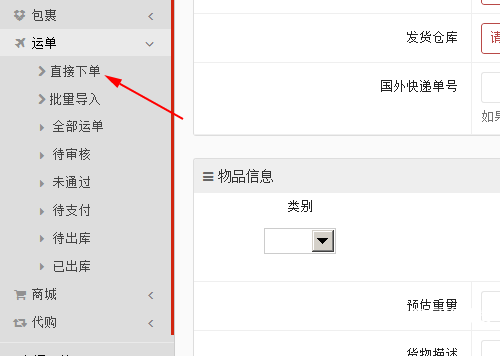 包裹
运单
直接下单
批量导入
全部运单
待审核
未通过
待支付
待出库
已出库
商城
代购
发货仓库
请
国外快递单号
如果
物品信息
类别
预估重量
货物描述